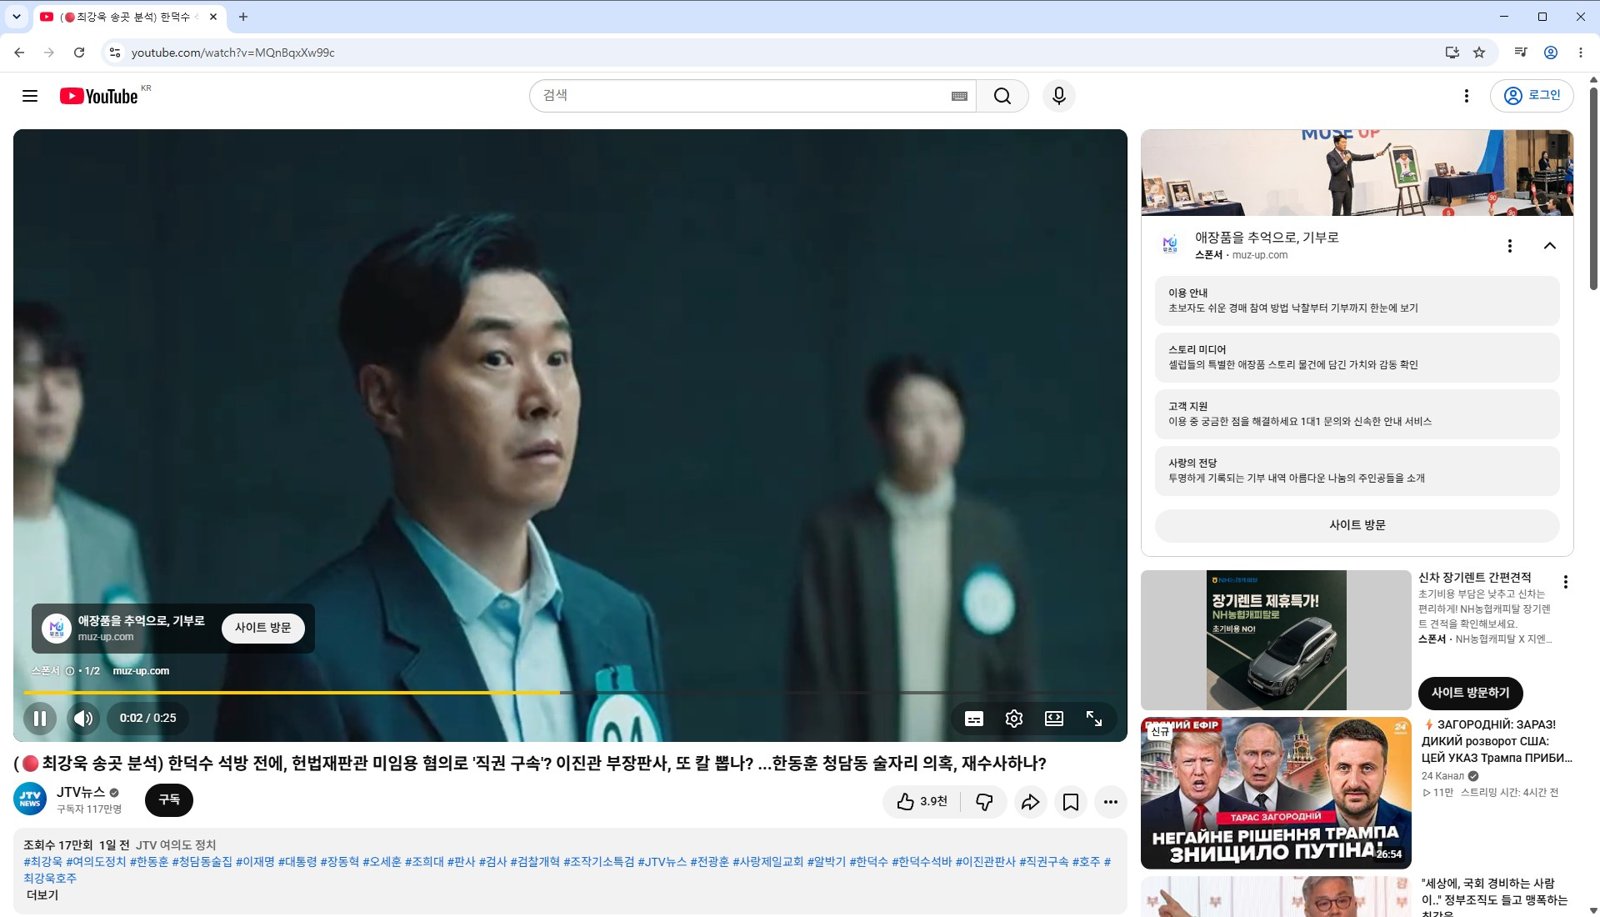 (🔴최강욱 송곳 분석) 한덕수
youtube.com/watch?v=MQnBqxXw99c
YouTube KR
검색
로그인
MUSE UP
애장품을 추억으로, 기부로
스폰서 · muz-up.com
이용 안내
초보자도 쉬운 경매 참여 방법 낙찰부터 기부까지 한눈에 보기
스토리 미디어
셀럽들의 특별한 애장품 스토리 물건에 담긴 가치와 감동 확인
고객 지원
이용 중 궁금한 점을 해결하세요 1대1 문의와 신속한 안내 서비스
사랑의 전당
투명하게 기록되는 기부 내역 아름다운 나눔의 주인공들을 소개
사이트 방문
애장품을 추억으로, 기부로
muz-up.com
사이트 방문
스폰서 · 1/2 muz-up.com
0:02 / 0:25
(🔴최강욱 송곳 분석) 한덕수 석방 전에, 헌법재판관 미임용 혐의로 '직권 구속'? 이진관 부장판사, 또 칼 뽑나? ...한동훈 청담동 술자리 의혹, 재수사하나?
JTV NEWS
JTV뉴스
구독자 117만명
구독
3.9천
조회수 17만회 1일 전 JTV 여의도 정치
#최강욱 #여의도정치 #한동훈 #청담동술집 #이재명 #대통령 #장동혁 #오세훈 #조희대 #판사 #검사 #검찰개혁 #조작기소특검 #JTV뉴스 #전광훈 #사랑제일교회 #알박기 #한덕수 #한덕수석바 #이진관판사 #직권구속 #호주 #
최강욱호주
더보기
장기렌트 제휴특가!
NH농협캐피탈로
초기비용 NO!
신차 장기렌트 간편견적
초기비용 부담은 낮추고 신차는
편리하게! NH농협캐피탈 장기렌
트 견적을 확인해보세요.
스폰서 · NH농협캐피탈 X 지엔...
사이트 방문하기
ПРЯМИЙ ЕФІР
신규
24
ТАРАС ЗАГОРОДНІЙ
НЕГАЙНЕ РІШЕННЯ ТРАМПА
ЗНИЩИЛО ПУТІНА!
26:54
⚡ ЗАГОРОДНІЙ: ЗАРАЗ!
ДИКИЙ розворот США:
ЦЕЙ УКАЗ Трампа ПРИБИ...
24 Канал
11만 스트리밍 시간: 4시간 전
"세상에, 국회 경비하는 사람
이.." 정부조직도 들고 맹폭하는
최강욱